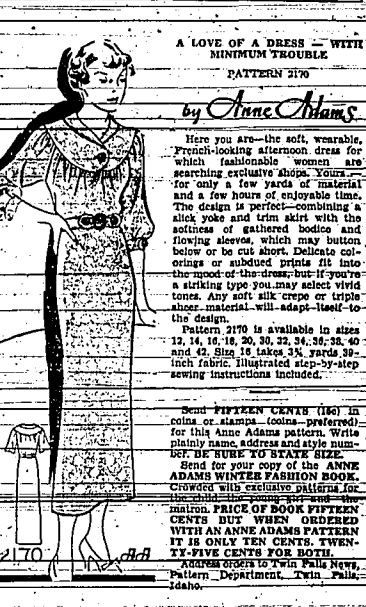 A LOVE OF A DRESS — WITH
MINIMUM TROUBLE
PATTERN 2170
by Anne Adams
Here you are—the soft, wearable,
French-looking afternoon dress for
which fashionable women are
searching exclusive shops. Yours—
for only a few yards of material
and a few hours of enjoyable time.
The design is perfect—combining a
slick yoke and trim skirt with the
softness of gathered bodice and
flowing sleeves, which may button
below or be cut short. Delicate col-
orings or subdued prints fit into
the mood of the dress, but if you're
a striking type you may select vivid
tones. Any soft silk crepe or triple
sheer material will adapt itself to
the design.
Pattern 2170 is available in sizes
12, 14, 16, 18, 20, 30, 32, 34, 36, 38, 40
and 42. Size 16 takes 3¾ yards 39-
inch fabric. Illustrated step-by-step
sewing instructions included.
Send FIFTEEN CENTS (15c) in
coins or stamps (coins preferred)
for this Anne Adams pattern. Write
plainly name, address and style num-
ber. BE SURE TO STATE SIZE.
Send for your copy of the ANNE
ADAMS WINTER FASHION BOOK.
Crowded with exclusive patterns for
the child, the young girl and the
matron. PRICE OF BOOK FIFTEEN
CENTS BUT WHEN ORDERED
WITH AN ANNE ADAMS PATTERN
IT IS ONLY TEN CENTS. TWEN-
TY-FIVE CENTS FOR BOTH.
Address orders to Twin Falls News,
Pattern Department, Twin Falls,
Idaho.
2170
AA